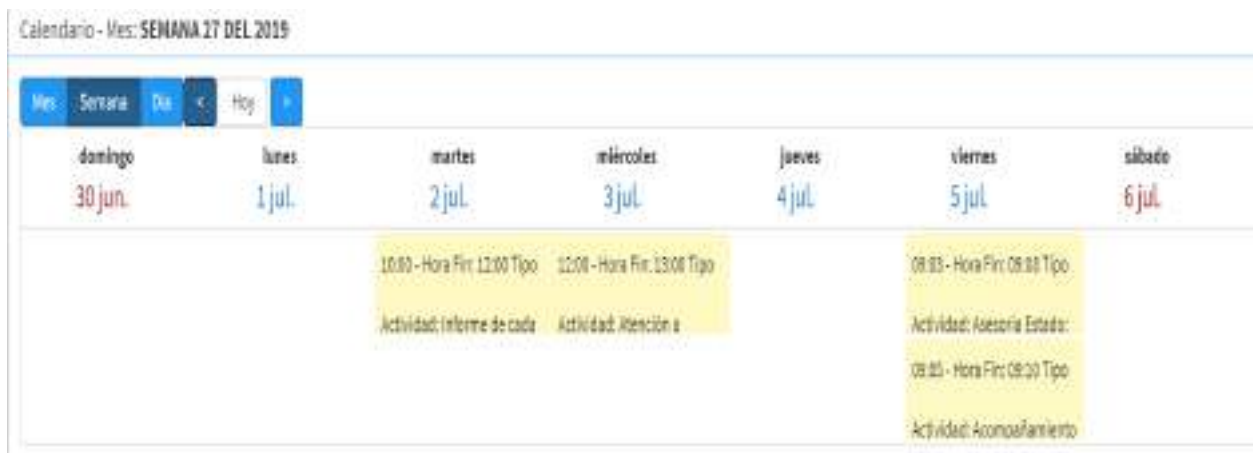 Calendario - Mes: SEMANA 27 DEL 2019
Mes Semana Dia < Hoy >
domingo lunes martes miércoles jueves viernes sábado
30 jun. 1 jul. 2 jul. 3 jul. 4 jul. 5 jul. 6 jul.
10:00 - Hora Fin: 12:00 Tipo 12:00 - Hora Fin: 13:00 Tipo - Hora Fin: Tipo
Actividad: Informe de cada Actividad: Atención a Actividad: Asesoría Estado:
- Hora Fin: Tipo
Actividad: Acompañamiento